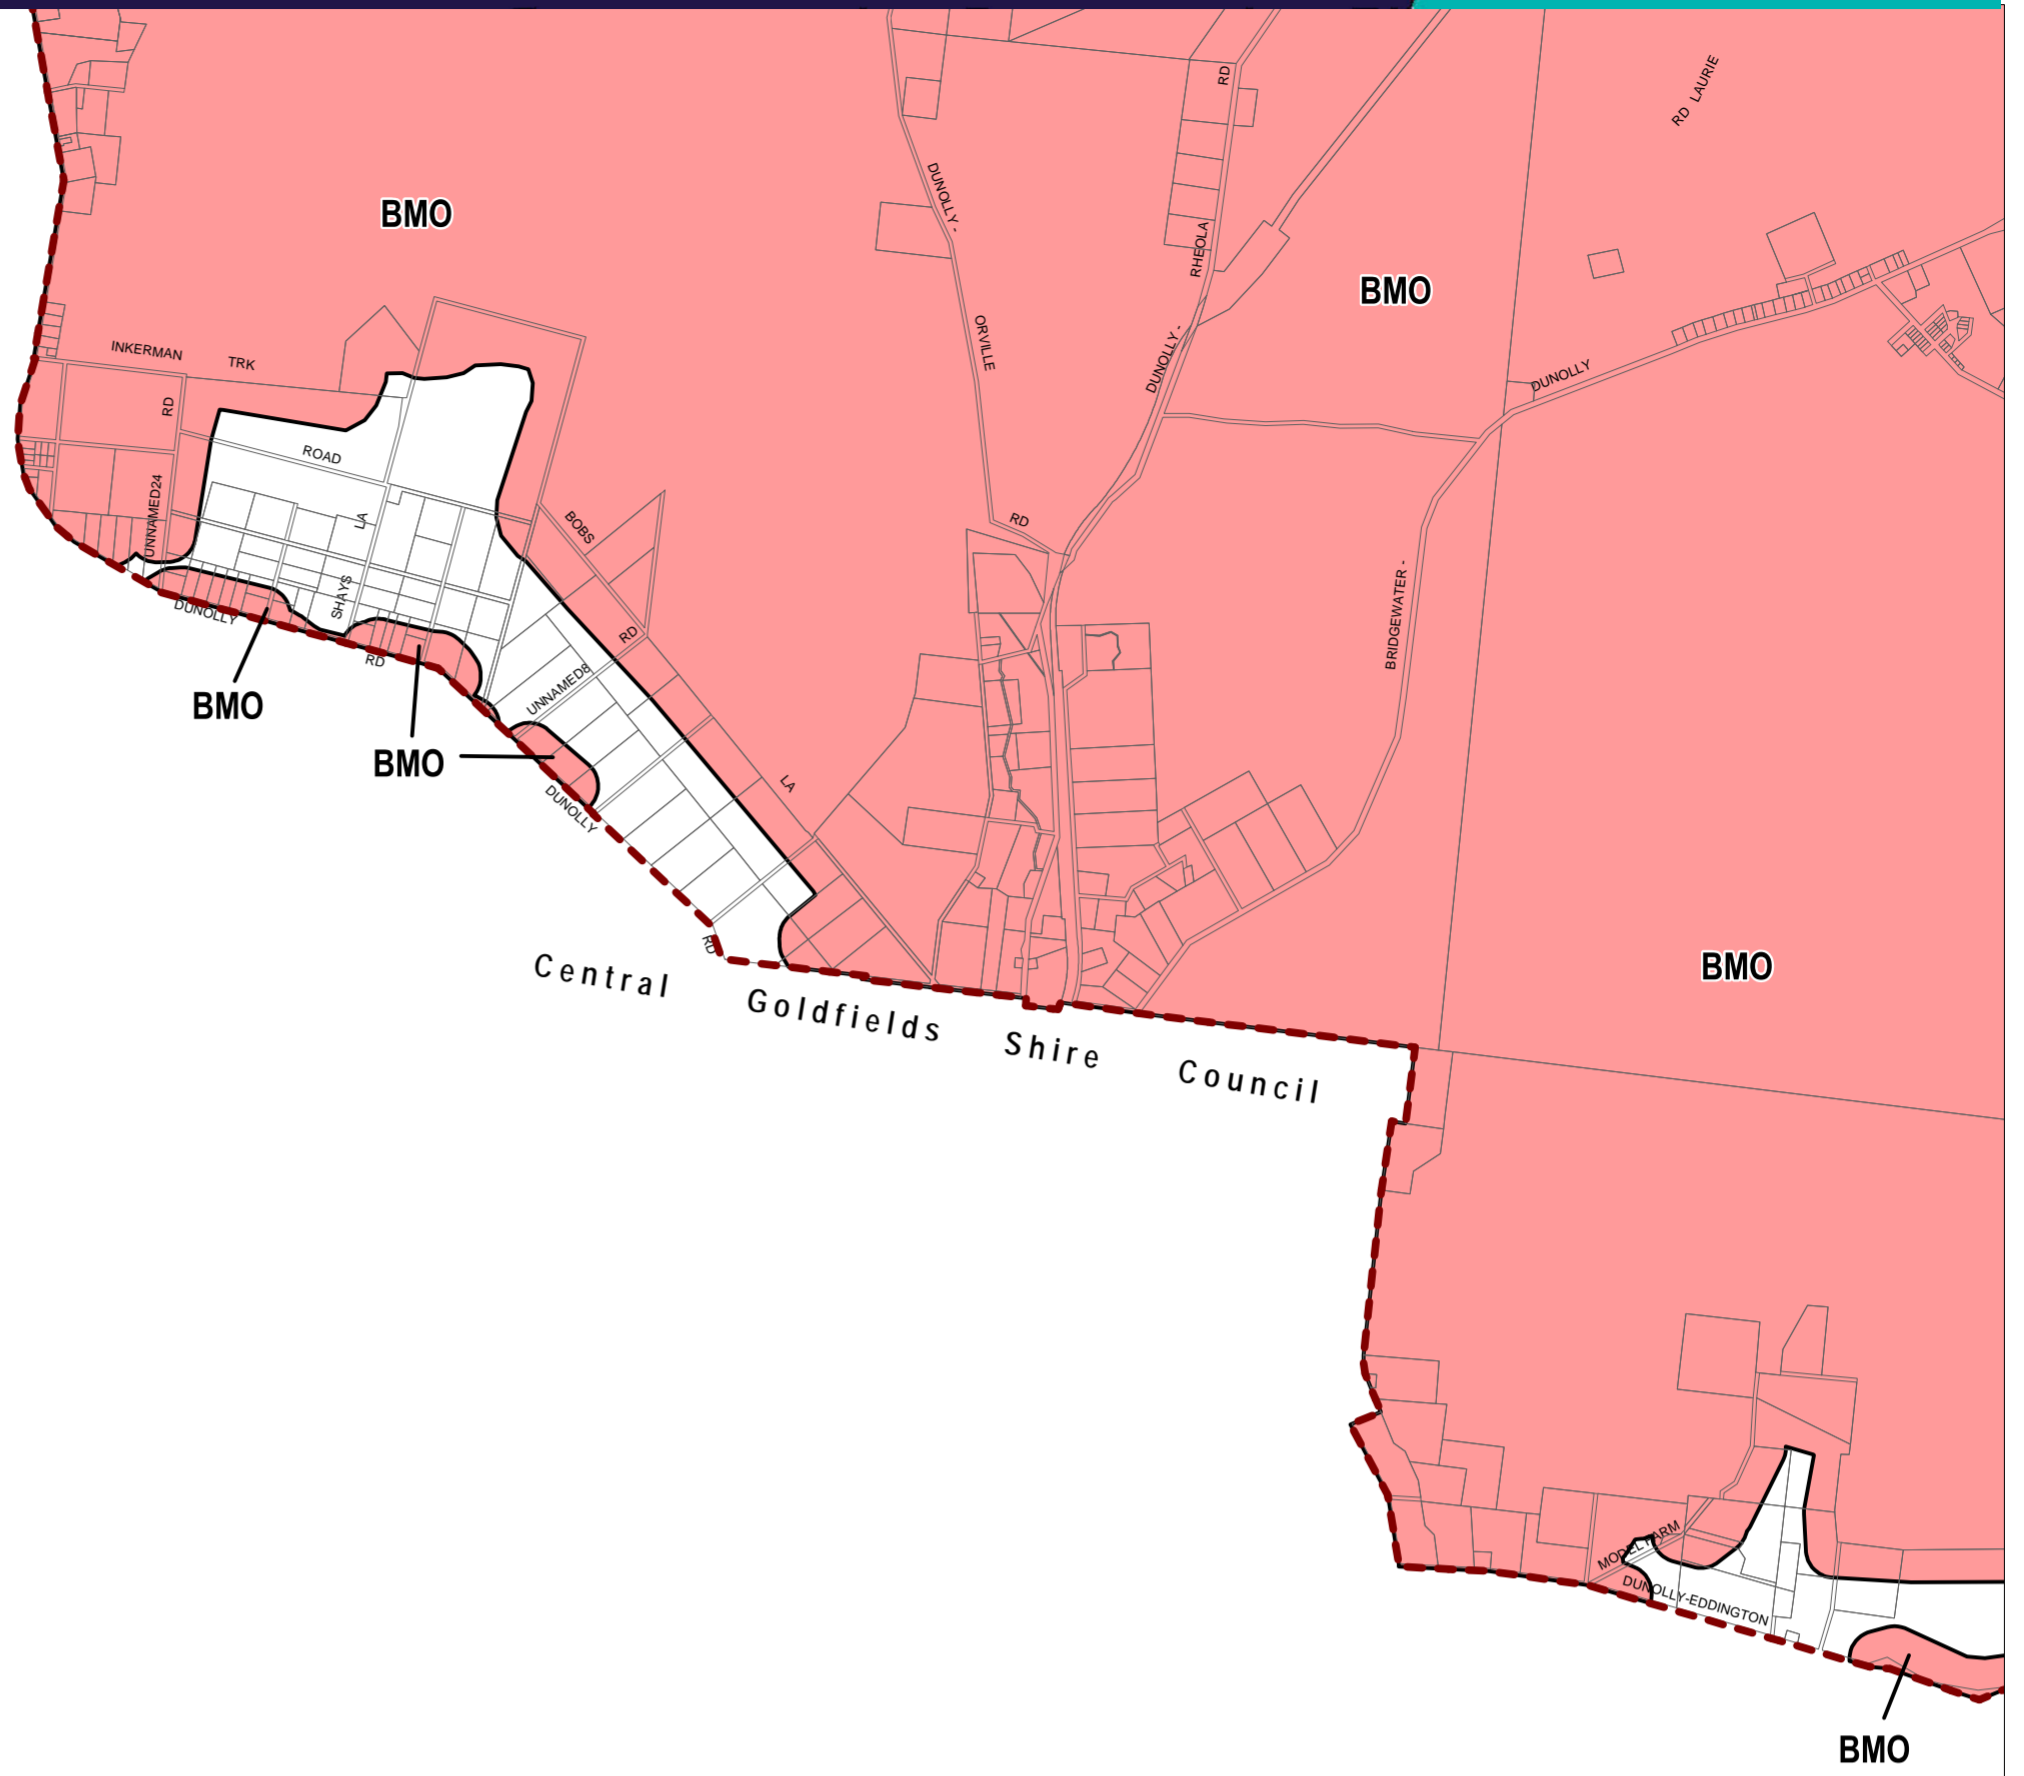 RD LAURIE
RD
BMO
DUNOLLY -
RHEOLA
BMO
ORVILLE
DUNOLLY -
INKERMAN TRK
DUNOLLY
RD
ROAD
UNNAMED24
LA
BOBS
RD
SHAYS
DUNOLLY
RD
BRIDGEWATER -
RD
UNNAMED8
BMO
BMO
LA
DUNOLLY
RD
BMO
Central Goldfields Shire Council
MODEL FARM
DUNOLLY-EDDINGTON
BMO